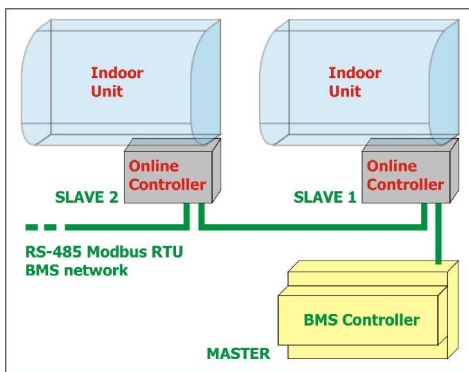 Indoor
Unit
Indoor
Unit
Online
Controller
Online
Controller
SLAVE 2
SLAVE 1
RS-485 Modbus RTU
BMS network
BMS Controller
MASTER